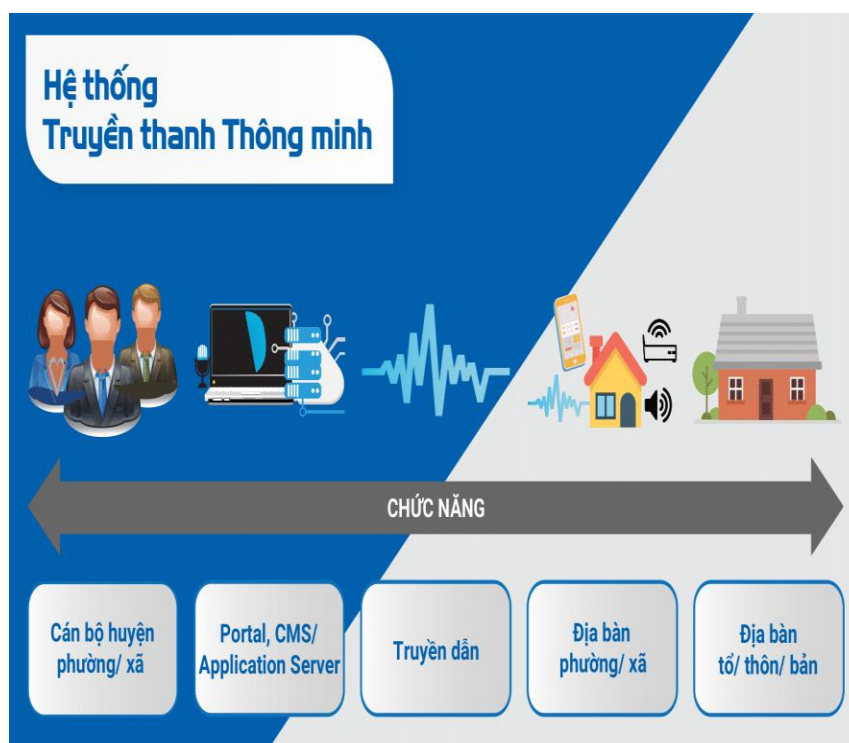 Hệ thống
Truyền thanh Thông minh
CHỨC NĂNG
Cán bộ huyện
phường/ xã
Portal, CMS/
Application Server
Truyền dẫn
Địa bàn
phường/ xã
Địa bàn
tổ/ thôn/ bản